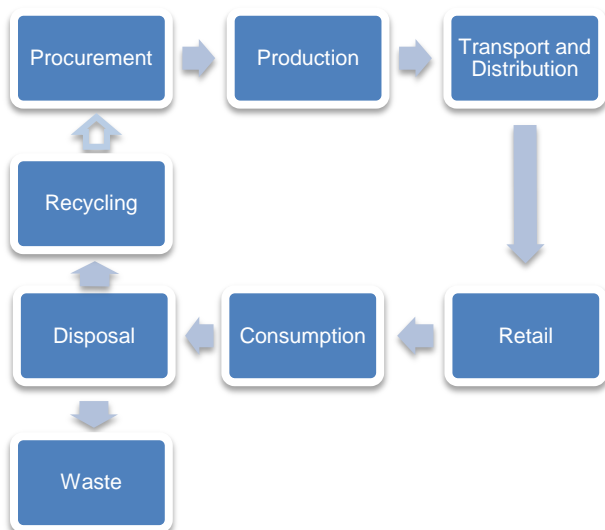 Procurement
Production
Transport and
Distribution
Recycling
Disposal
Consumption
Retail
Waste